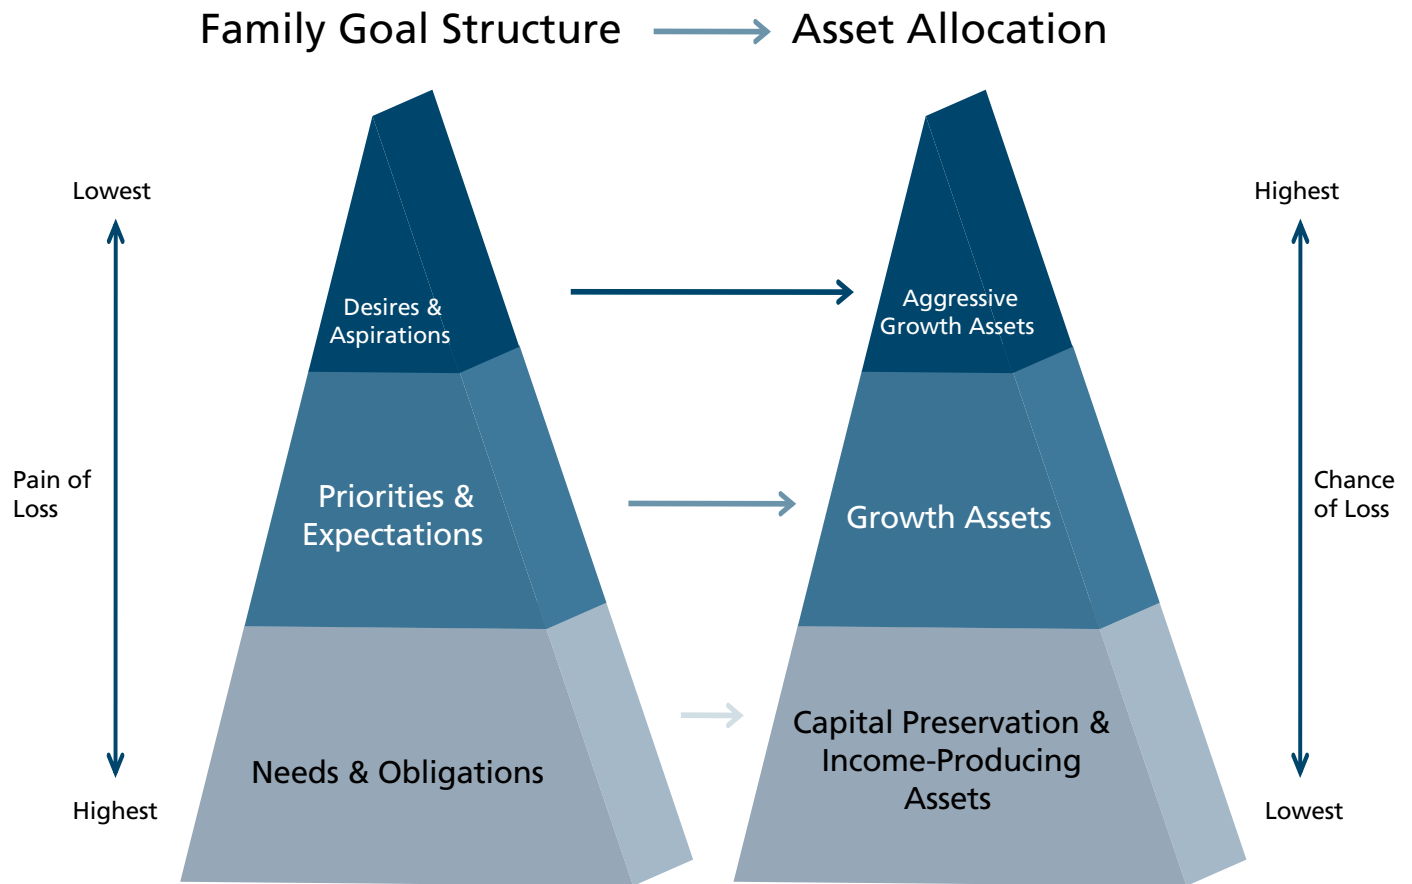 Family Goal Structure
Asset Allocation
Lowest
Highest
Desires &
Aspirations
Aggressive
Growth Assets
Pain of
Loss
Priorities &
Expectations
Growth Assets
Chance
of Loss
Needs & Obligations
Capital Preservation &
Income-Producing
Assets
Highest
Lowest